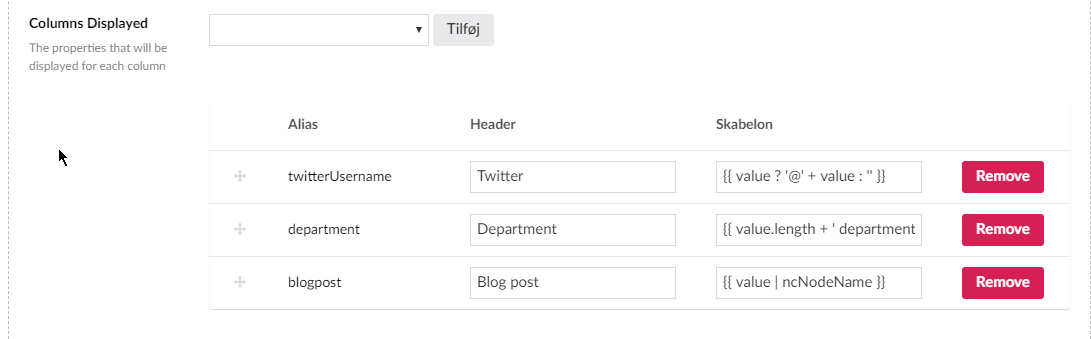 Columns Displayed
The properties that will be
displayed for each column
Tilføj
Alias Header Skabelon
twitterUsername Twitter {{ value ? '@' + value : '' }} Remove
department Department {{ value.length + ' department Remove
blogpost Blog post {{ value | ncNodeName }} Remove